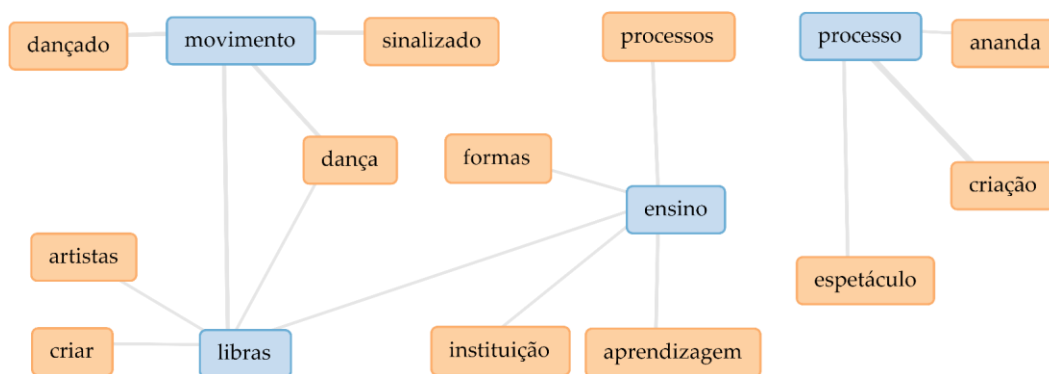 dançado
movimento
sinalizado
processos
processo
ananda
dança
formas
criação
ensino
artistas
espetáculo
criar
libras
instituição
aprendizagem